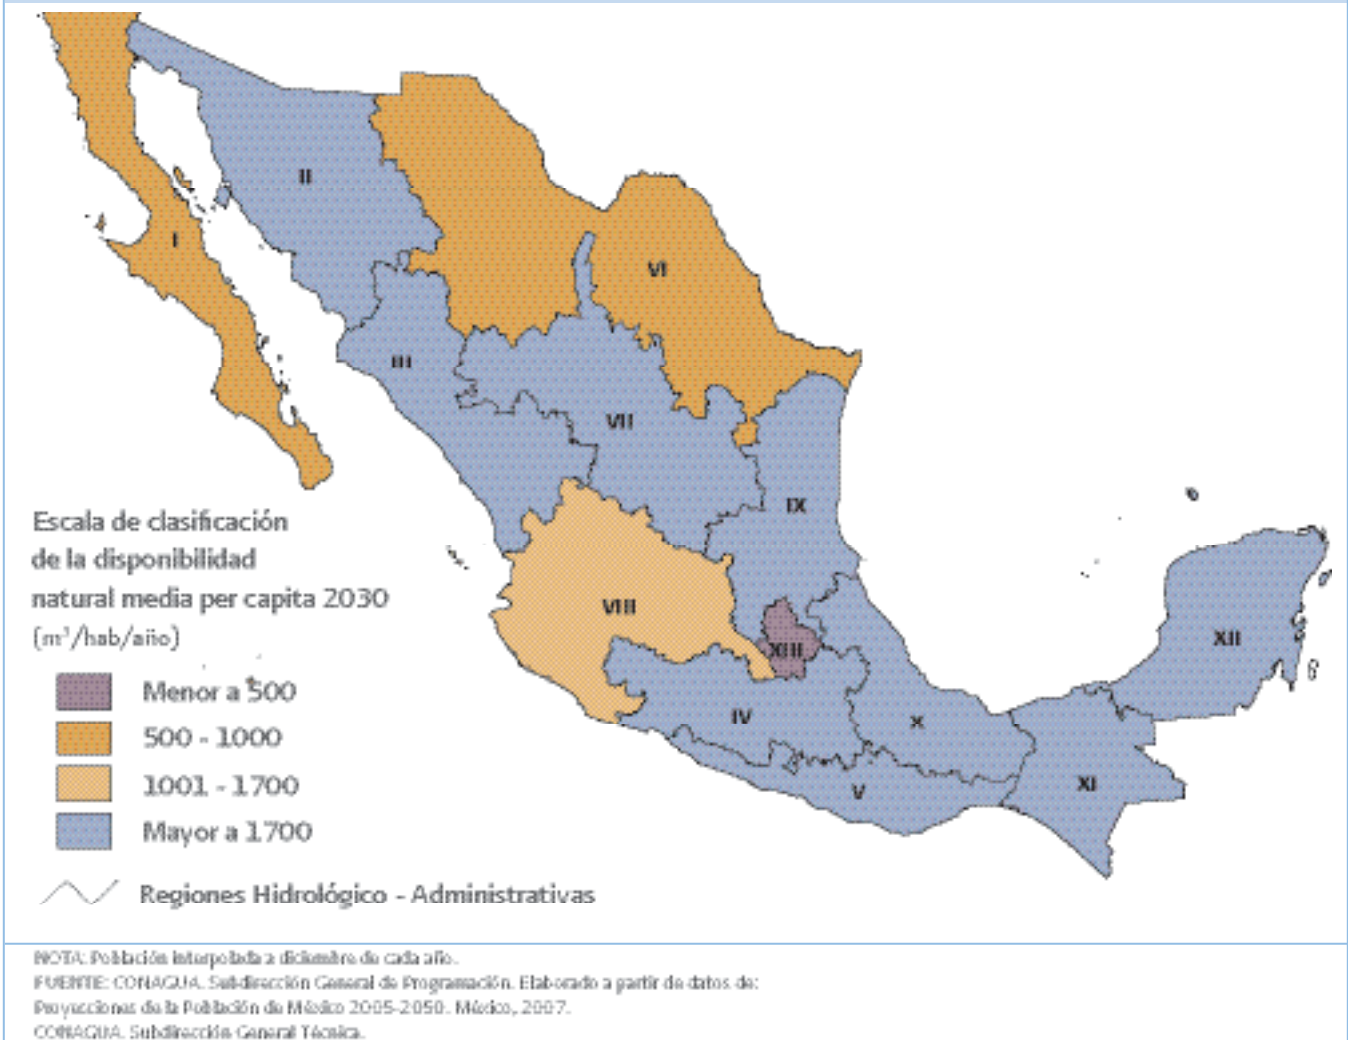 II
I
VI
III
VII
IX
VIII
XIII
XII
IV
X
XI
V
Escala de clasificación
de la disponibilidad
natural media per capita 2030
(m³/hab/año)
Menor a 500
500 - 1000
1001 - 1700
Mayor a 1700
Regiones Hidrológico - Administrativas
NOTA: Población interpolada a diciembre de cada año.
FUENTE: CONAGUA. Subdirección General de Programación. Elaborado a partir de datos de:
Proyecciones de la Población de México 2005-2050. México, 2007.
CONAGUA. Subdirección General Técnica.